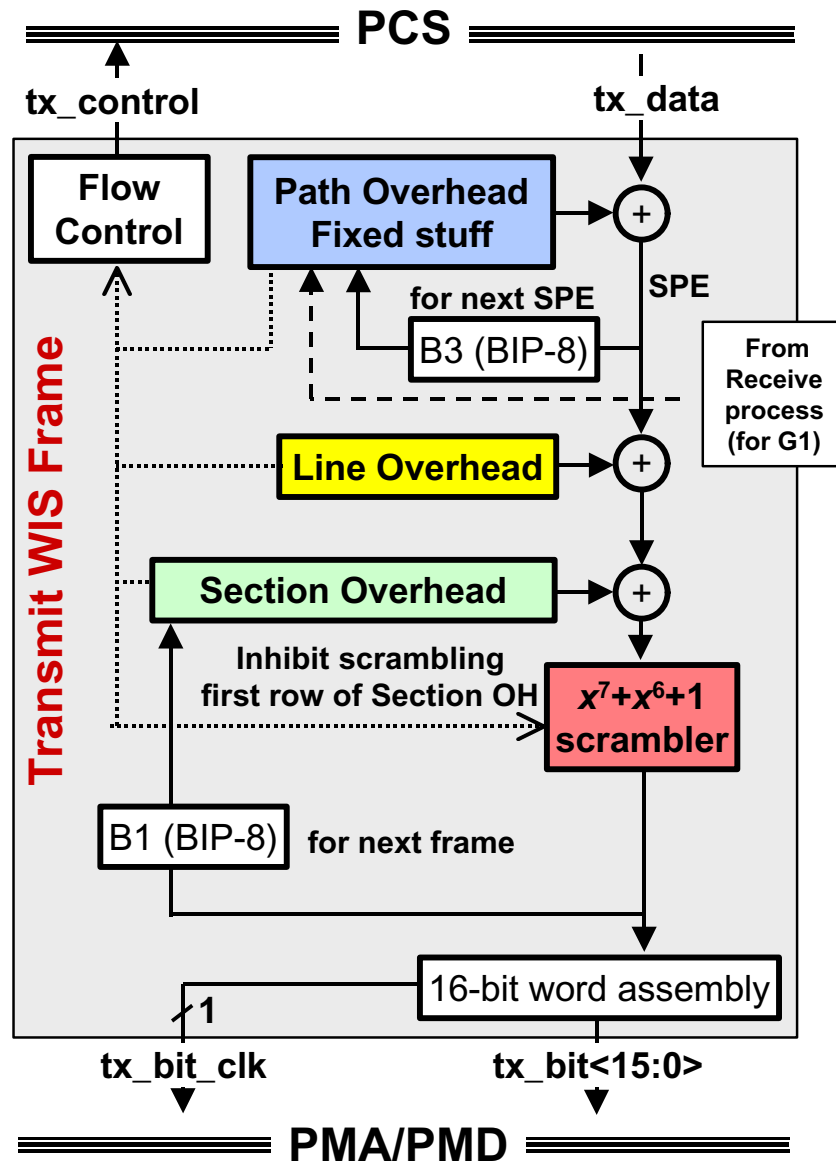 PCS
tx_control
tx_data
Flow
Control
Path Overhead
Fixed stuff
+
for next SPE
SPE
B3 (BIP-8)
From
Receive
process
(for G1)
Line Overhead
+
Transmit WIS Frame
Section Overhead
+
Inhibit scrambling
first row of Section OH
x⁷+x⁶+1
scrambler
B1 (BIP-8)
for next frame
16-bit word assembly
1
tx_bit_clk
tx_bit<15:0>
PMA/PMD